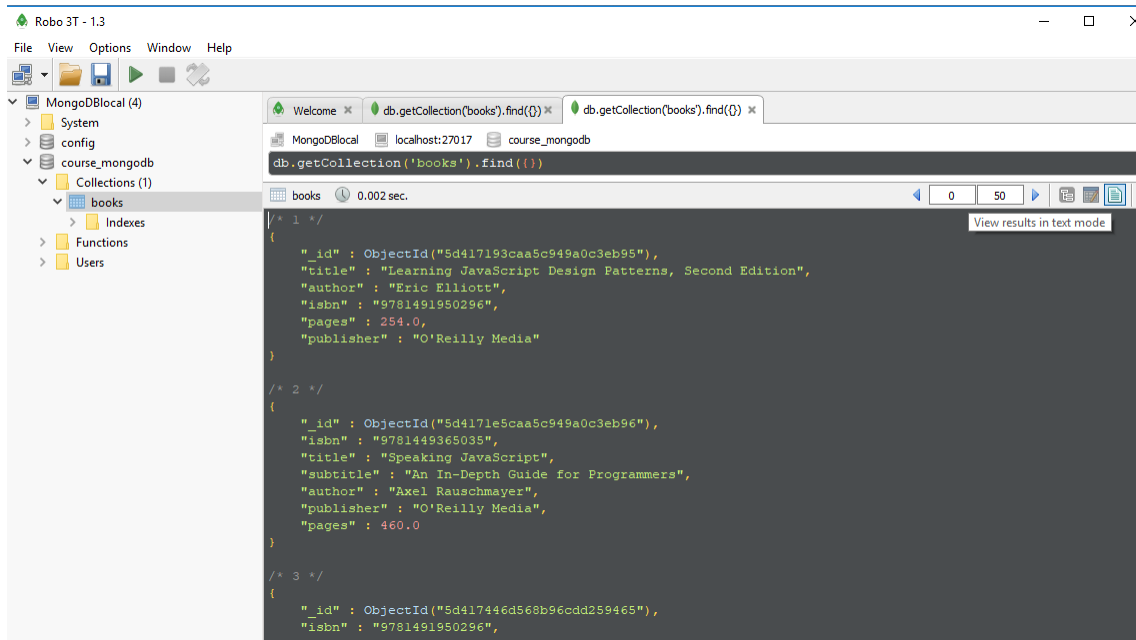 Robo 3T - 1.3
File View Options Window Help
MongoDBlocal (4)
System
config
course_mongodb
Collections (1)
books
Indexes
Functions
Users
Welcome db.getCollection('books').find({}) db.getCollection('books').find({})
MongoDBlocal localhost:27017 course_mongodb
db.getCollection('books').find({})
books 0.002 sec. 0 50
View results in text mode
/* 1 */
{
"_id" : ObjectId("5d417193caa5c949a0c3eb95"),
"title" : "Learning JavaScript Design Patterns, Second Edition",
"author" : "Eric Elliott",
"isbn" : "9781491950296",
"pages" : 254.0,
"publisher" : "O'Reilly Media"
}
/* 2 */
{
"_id" : ObjectId("5d4171e5caa5c949a0c3eb96"),
"isbn" : "9781449365035",
"title" : "Speaking JavaScript",
"subtitle" : "An In-Depth Guide for Programmers",
"author" : "Axel Rauschmayer",
"publisher" : "O'Reilly Media",
"pages" : 460.0
}
/* 3 */
{
"_id" : ObjectId("5d417446d568b96cdd259465"),
"isbn" : "9781491950296",